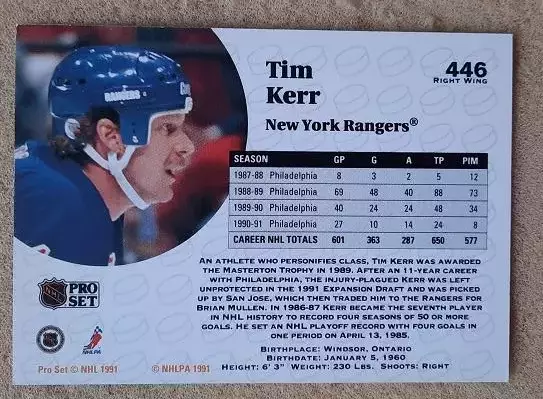 RANGERS
Tim
Kerr
New York Rangers®
446
RIGHT WING
SEASON GP G A TP PIM
1987-88 Philadelphia 8 3 2 5 12
1988-89 Philadelphia 69 48 40 88 73
1989-90 Philadelphia 40 24 24 48 34
1990-91 Philadelphia 27 10 14 24 8
CAREER NHL TOTALS 601 363 287 650 577
AN ATHLETE WHO PERSONIFIES CLASS, TIM KERR WAS AWARDED
THE MASTERTON TROPHY IN 1989. AFTER AN 11-YEAR CAREER
WITH PHILADELPHIA, THE INJURY-PLAGUED KERR WAS LEFT
UNPROTECTED IN THE 1991 EXPANSION DRAFT AND WAS PICKED
UP BY SAN JOSE, WHICH THEN TRADED HIM TO THE RANGERS FOR
BRIAN MULLEN. IN 1986-87 KERR BECAME THE SEVENTH PLAYER
IN NHL HISTORY TO RECORD FOUR SEASONS OF 50 OR MORE
GOALS. HE SET AN NHL PLAYOFF RECORD WITH FOUR GOALS IN
ONE PERIOD ON APRIL 13, 1985.
BIRTHPLACE: WINDSOR, ONTARIO
BIRTHDATE: JANUARY 5, 1960
HEIGHT: 6' 3" WEIGHT: 230 LBS. SHOOTS: RIGHT
NHL
PRO
SET
NHLPA
Pro Set © NHL 1991
© NHLPA 1991